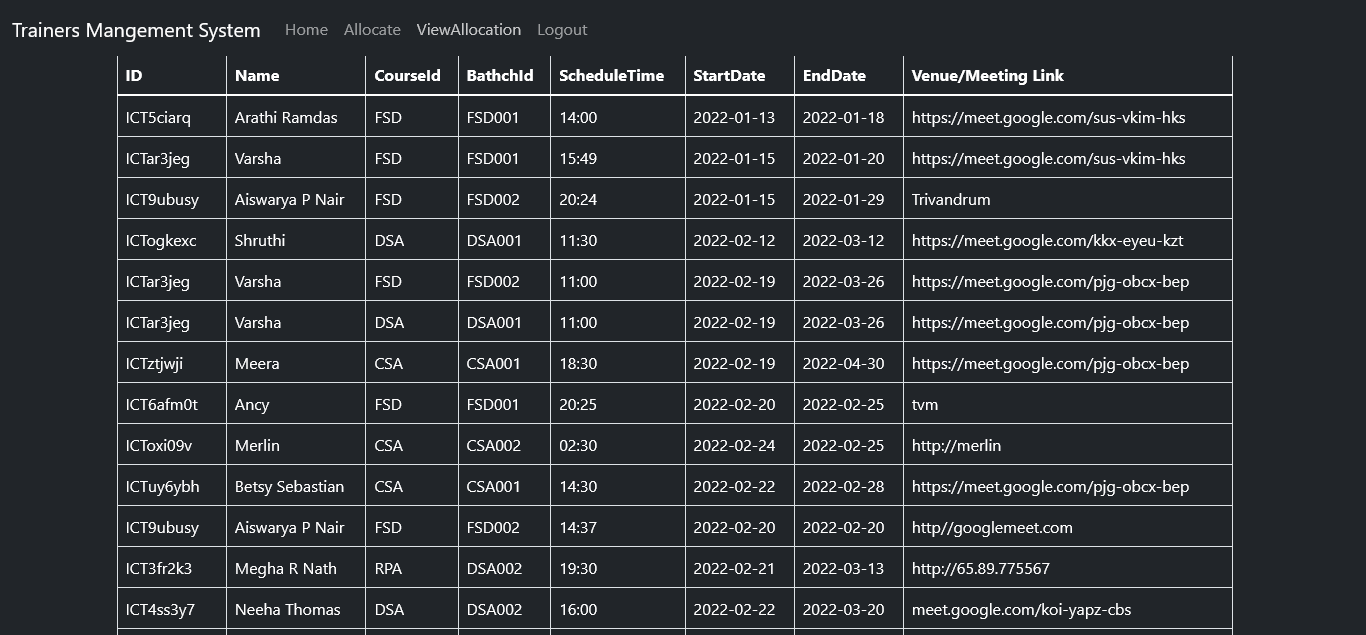 Trainers Mangement System Home Allocate ViewAllocation Logout
ID Name CourseId BathchId ScheduleTime StartDate EndDate Venue/Meeting Link
ICT5ciarq Arathi Ramdas FSD FSD001 14:00 2022-01-13 2022-01-18 https://meet.google.com/sus-vkim-hks
ICTar3jeg Varsha FSD FSD001 15:49 2022-01-15 2022-01-20 https://meet.google.com/sus-vkim-hks
ICT9ubusy Aiswarya P Nair FSD FSD002 20:24 2022-01-15 2022-01-29 Trivandrum
ICTogkexc Shruthi DSA DSA001 11:30 2022-02-12 2022-03-12 https://meet.google.com/kkx-eyeu-kzt
ICTar3jeg Varsha FSD FSD002 11:00 2022-02-19 2022-03-26 https://meet.google.com/pjg-obcx-bep
ICTar3jeg Varsha DSA DSA001 11:00 2022-02-19 2022-03-26 https://meet.google.com/pjg-obcx-bep
ICTztjwji Meera CSA CSA001 18:30 2022-02-19 2022-04-30 https://meet.google.com/pjg-obcx-bep
ICT6afm0t Ancy FSD FSD001 20:25 2022-02-20 2022-02-25 tvm
ICToxi09v Merlin CSA CSA002 02:30 2022-02-24 2022-02-25 http://merlin
ICTuy6ybh Betsy Sebastian CSA CSA001 14:30 2022-02-22 2022-02-28 https://meet.google.com/pjg-obcx-bep
ICT9ubusy Aiswarya P Nair FSD FSD002 14:37 2022-02-20 2022-02-20 http//googlemeet.com
ICT3fr2k3 Megha R Nath RPA DSA002 19:30 2022-02-21 2022-03-13 http://65.89.775567
ICT4ss3y7 Neeha Thomas DSA DSA002 16:00 2022-02-22 2022-03-20 meet.google.com/koi-yapz-cbs